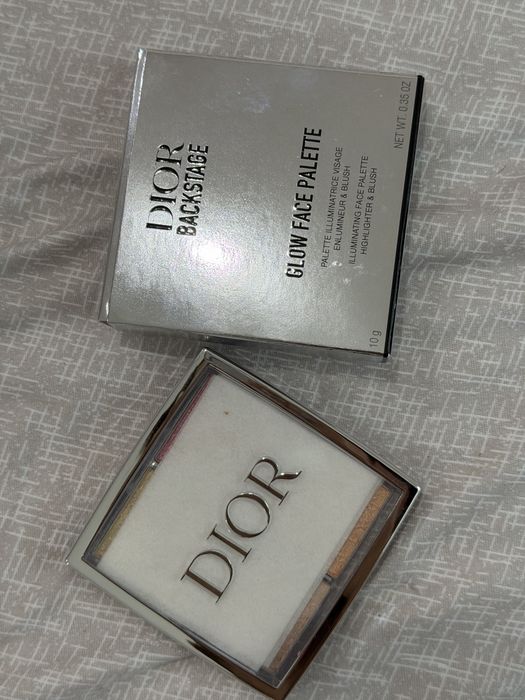 DIOR
BACKSTAGE
GLOW FACE PALETTE
PALETTE ILLUMINATRICE VISAGE
ENLUMINEUR & BLUSH
ILLUMINATING FACE PALETTE
HIGHLIGHTER & BLUSH
10 g
NET WT. 0.35 OZ
DIOR